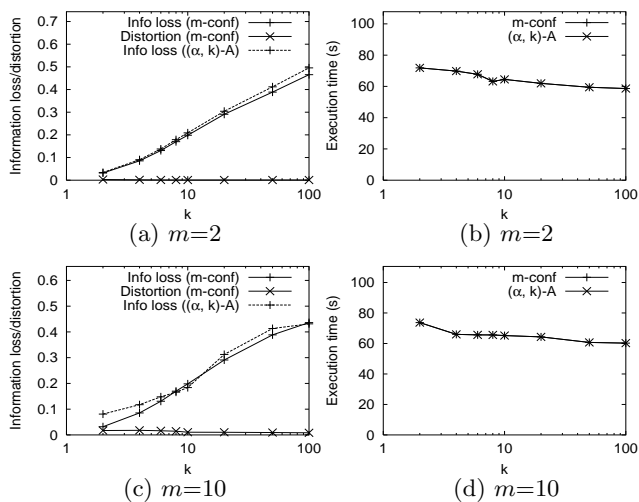 Information loss/distortion
0.7
0.6
0.5
0.4
0.3
0.2
0.1
0
1
10
100
k
Info loss (m-conf)
Distortion (m-conf)
Info loss ((α, k)-A)
(a) m=2
Execution time (s)
100
80
60
40
20
0
1
10
100
k
m-conf
(α, k)-A
(b) m=2
Information loss/distortion
0.6
0.5
0.4
0.3
0.2
0.1
0
1
10
100
k
Info loss (m-conf)
Distortion (m-conf)
Info loss ((α, k)-A)
(c) m=10
Execution time (s)
100
80
60
40
20
0
1
10
100
k
m-conf
(α, k)-A
(d) m=10